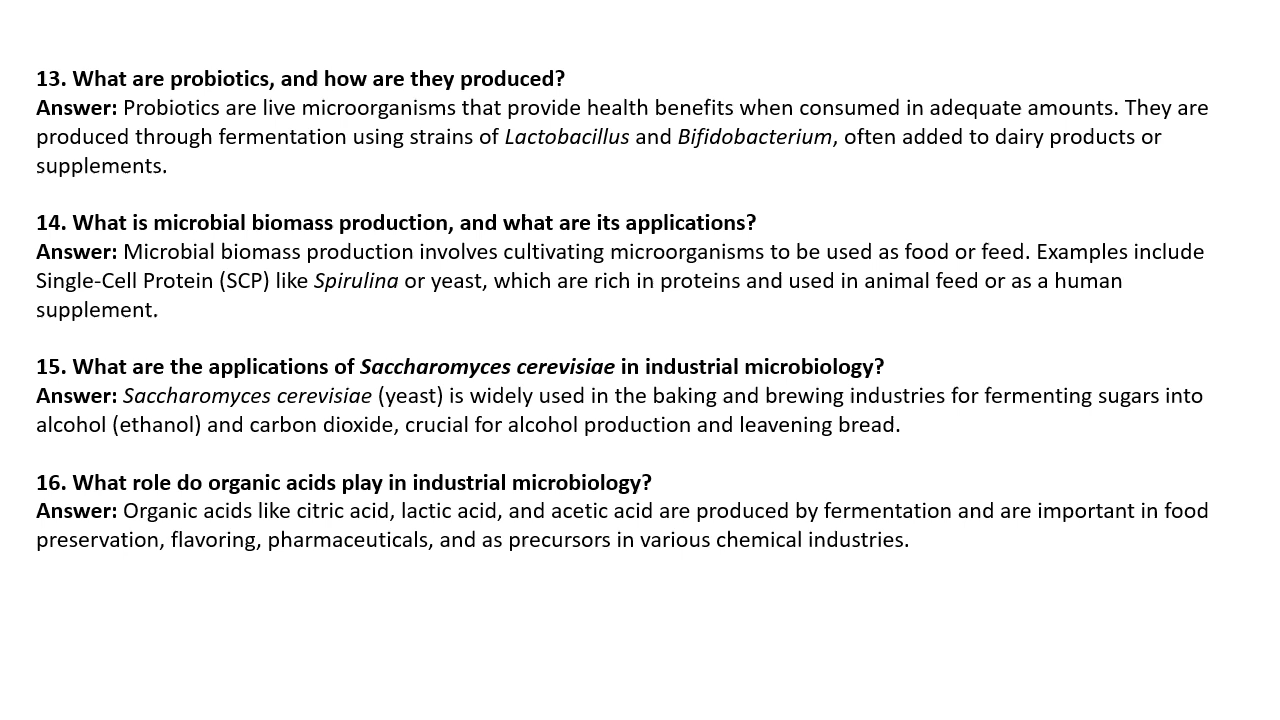 13. What are probiotics, and how are they produced?
Answer: Probiotics are live microorganisms that provide health benefits when consumed in adequate amounts. They are
produced through fermentation using strains of Lactobacillus and Bifidobacterium, often added to dairy products or
supplements.
14. What is microbial biomass production, and what are its applications?
Answer: Microbial biomass production involves cultivating microorganisms to be used as food or feed. Examples include
Single-Cell Protein (SCP) like Spirulina or yeast, which are rich in proteins and used in animal feed or as a human
supplement.
15. What are the applications of Saccharomyces cerevisiae in industrial microbiology?
Answer: Saccharomyces cerevisiae (yeast) is widely used in the baking and brewing industries for fermenting sugars into
alcohol (ethanol) and carbon dioxide, crucial for alcohol production and leavening bread.
16. What role do organic acids play in industrial microbiology?
Answer: Organic acids like citric acid, lactic acid, and acetic acid are produced by fermentation and are important in food
preservation, flavoring, pharmaceuticals, and as precursors in various chemical industries.